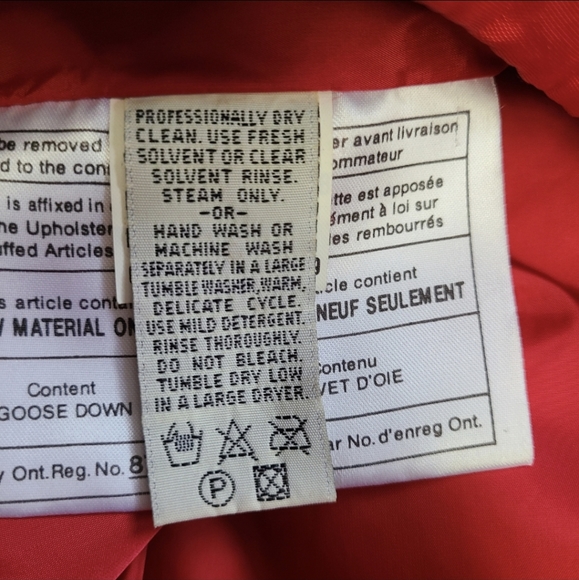 PROFESSIONALLY DRY
CLEAN. USE FRESH
SOLVENT OR CLEAR
SOLVENT RINSE.
STEAM ONLY.
-OR-
HAND WASH OR
MACHINE WASH
SEPARATELY IN A LARGE
TUMBLE WASHER, WARM,
DELICATE CYCLE.
USE MILD DETERGENT.
RINSE THOROUGHLY.
DO NOT BLEACH.
TUMBLE DRY LOW
IN A LARGE DRYER.
P
be removed
d to the con
is affixed in
he Upholster
uffed Articles
s article conta
MATERIAL ON
Content
GOOSE DOWN
y Ont.Reg. No. 8
er avant livraison
ommateur
tte est apposée
ément à loi sur
les rembourrés
9
cle contient
NEUF SEULEMENT
Contenu
VET D'OIE
ar No.d'enreg Ont.